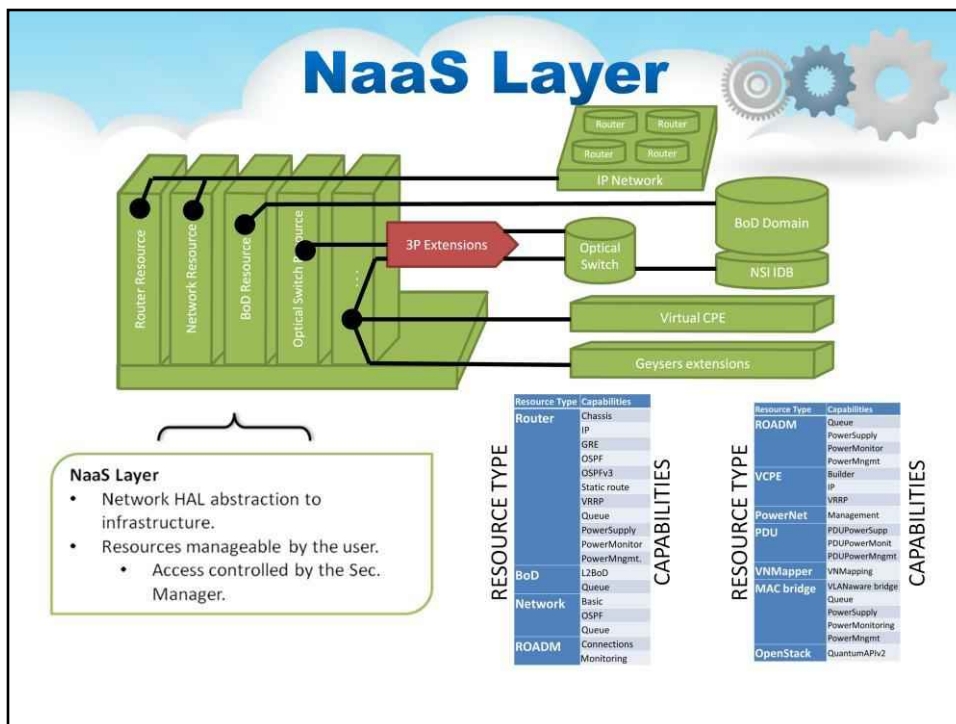 NaaS Layer
Router Router
Router Router
IP Network
Router Resource
Network Resource
BoD Resource
Optical Switch Resource
...
3P Extensions
Optical
Switch
BoD Domain
NSI IDB
Virtual CPE
Geysers extensions
NaaS Layer
• Network HAL abstraction to
infrastructure.
• Resources manageable by the user.
• Access controlled by the Sec.
Manager.
RESOURCE TYPE
Resource Type Capabilities
Router Chassis
IP
GRE
OSPF
OSPFv3
Static route
VRRP
Queue
PowerSupply
PowerMonitor
PowerMngmt.
BoD L2BoD
Queue
Network Basic
OSPF
Queue
ROADM Connections
Monitoring
CAPABILITIES
RESOURCE TYPE
Resource Type Capabilities
ROADM Queue
PowerSupply
PowerMonitor
PowerMngmt
VCPE Builder
IP
VRRP
PowerNet Management
PDU PDUPowerSupp
PDUPowerMonit
PDUPowerMngmt
VNMapper VNMapping
MAC bridge VLANaware bridge
Queue
PowerSupply
PowerMonitoring
PowerMngmt
OpenStack QuantumAPIv2
CAPABILITIES